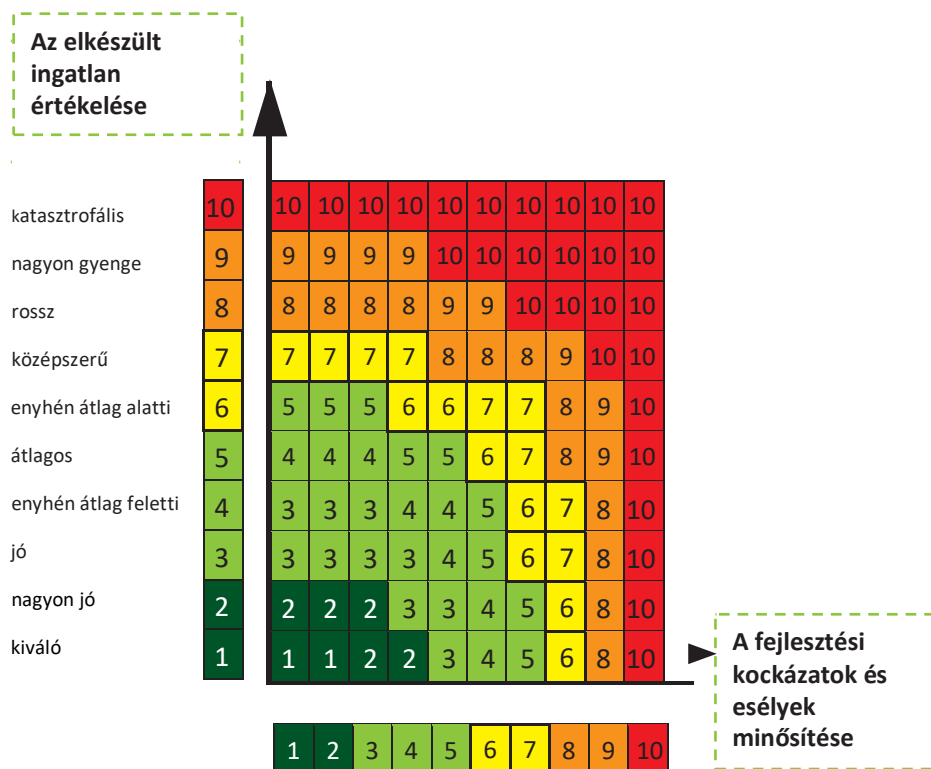 Az elkészült
ingatlan
értékelése
katasztrofális 10 10 10 10 10 10 10 10 10 10 10
nagyon gyenge 9 9 9 9 9 10 10 10 10 10 10
rossz 8 8 8 8 8 9 9 10 10 10 10
középszerű 7 7 7 7 7 8 8 8 9 10 10
enyhén átlag alatti 6 5 5 5 6 6 7 7 8 9 10
átlagos 5 4 4 4 5 5 6 7 8 9 10
enyhén átlag feletti 4 3 3 3 4 4 5 6 7 8 10
jó 3 3 3 3 3 4 5 6 7 8 10
nagyon jó 2 2 2 2 3 3 4 5 6 8 10
kiváló 1 1 1 2 2 3 4 5 6 8 10
A fejlesztési
kockázatok és
esélyek
minősítése
1 2 3 4 5 6 7 8 9 10